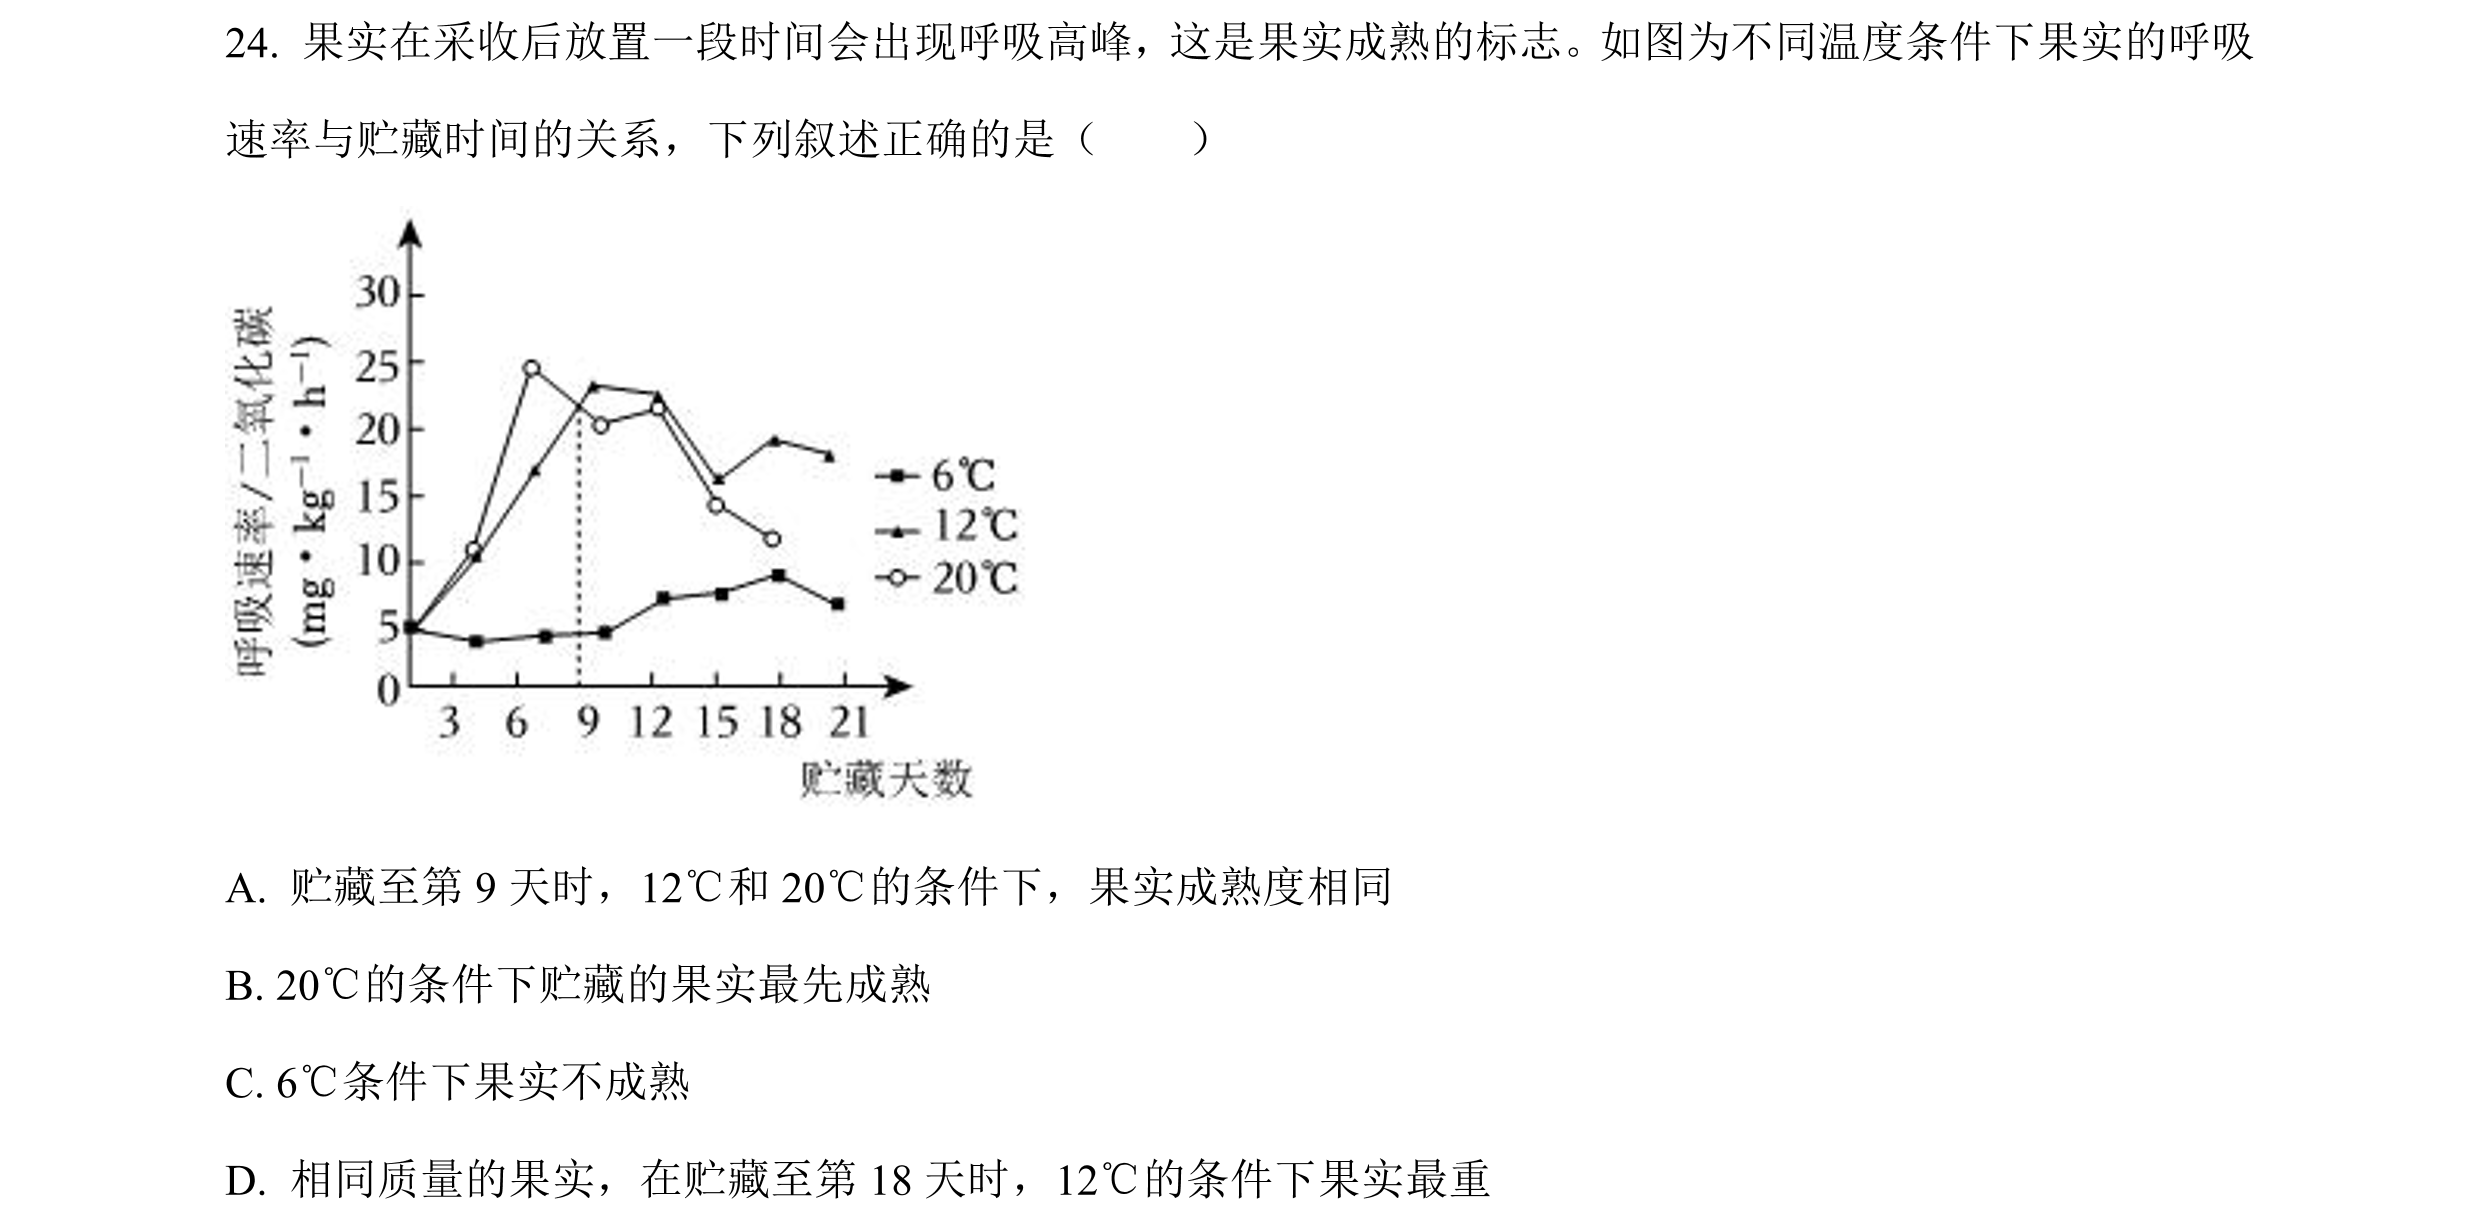 24. 果实在采收后放置一段时间会出现呼吸高峰，这是果实成熟的标志。如图为不同温度条件下果实的呼吸
速率与贮藏时间的关系，下列叙述正确的是（　　）
呼吸速率/二氧化碳
(mg·kg⁻¹·h⁻¹)
30
25
20
15
10
5
0
3 6 9 12 15 18 21
贮藏天数
6℃
12℃
20℃
A. 贮藏至第 9 天时，12℃和 20℃的条件下，果实成熟度相同
B. 20℃的条件下贮藏的果实最先成熟
C. 6℃条件下果实不成熟
D. 相同质量的果实，在贮藏至第 18 天时，12℃的条件下果实最重